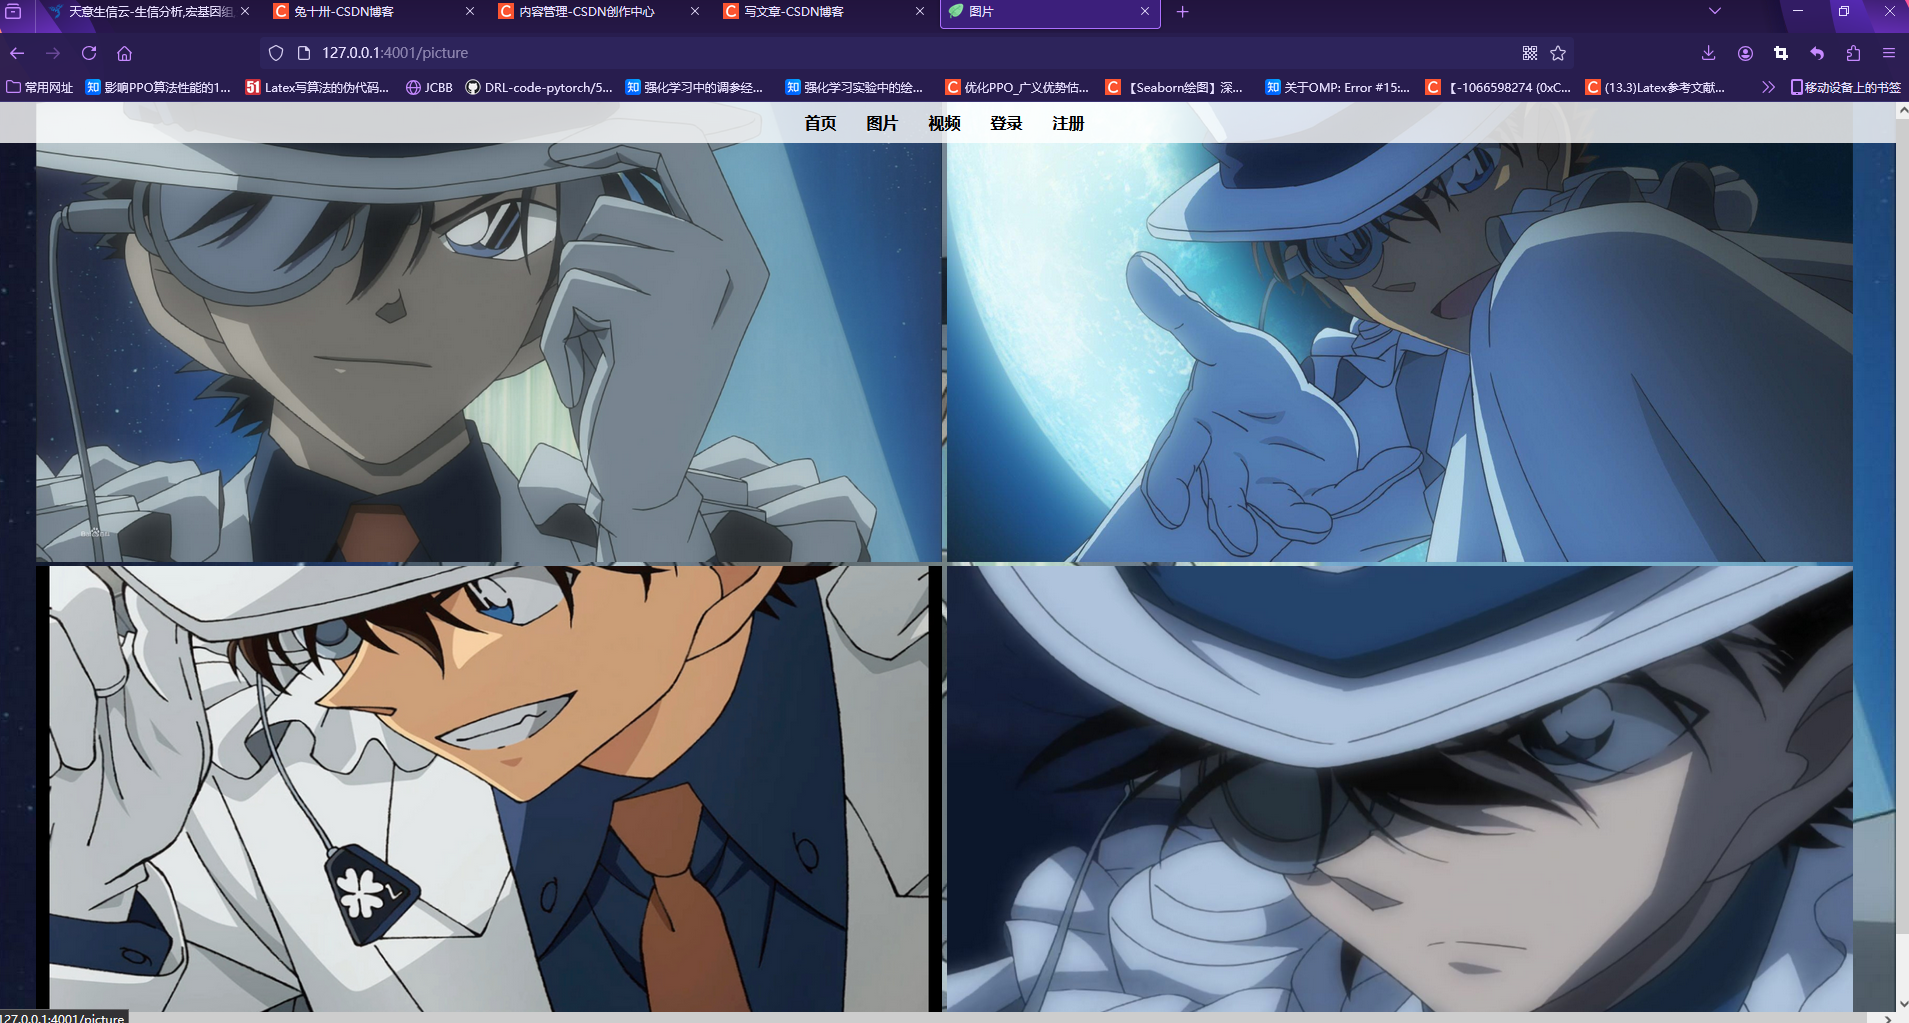 天意生信云-生信分析,宏基因组
兔十卅-CSDN博客
内容管理-CSDN创作中心
写文章-CSDN博客
图片
127.0.0.1:4001/picture
常用网址
影响PPO算法性能的1...
Latex写算法的伪代码...
JCBB
DRL-code-pytorch/5...
强化学习中的调参经...
强化学习实验中的绘...
优化PPO_广义优势估...
【Seaborn绘图】深...
关于OMP: Error #15:...
【-1066598274 (0xC...
(13.3)Latex参考文献...
移动设备上的书签
首页
图片
视频
登录
注册
127.0.0.1:4001/picture